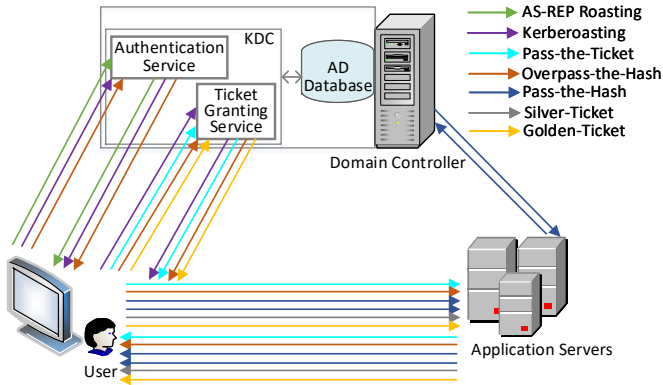 KDC
Authentication
Service
Ticket
Granting
Service
AD
Database
Domain Controller
AS-REP Roasting
Kerberoasting
Pass-the-Ticket
Overpass-the-Hash
Pass-the-Hash
Silver-Ticket
Golden-Ticket
User
Application Servers